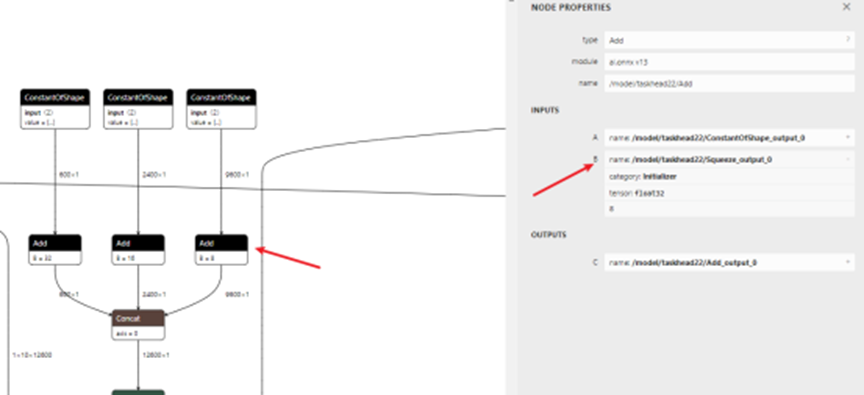 NODE PROPERTIES
type Add
module ai.onnx v13
name /model/taskhead22/Add
INPUTS
A name: /model/taskhead22/ConstantOfShape_output_0
B name: /model/taskhead22/Squeeze_output_0
category: Initializer
tensor: float32
8
OUTPUTS
C name: /model/taskhead22/Add_output_0
ConstantOfShape ConstantOfShape ConstantOfShape
input ⟨2⟩ input ⟨2⟩ input ⟨2⟩
value = [...] value = [...] value = [...]
600×1 2400×1 9600×1
Add Add Add
B = 32 B = 16 B = 8
600×1 2400×1 9600×1
Concat
axis = 0
12600×1